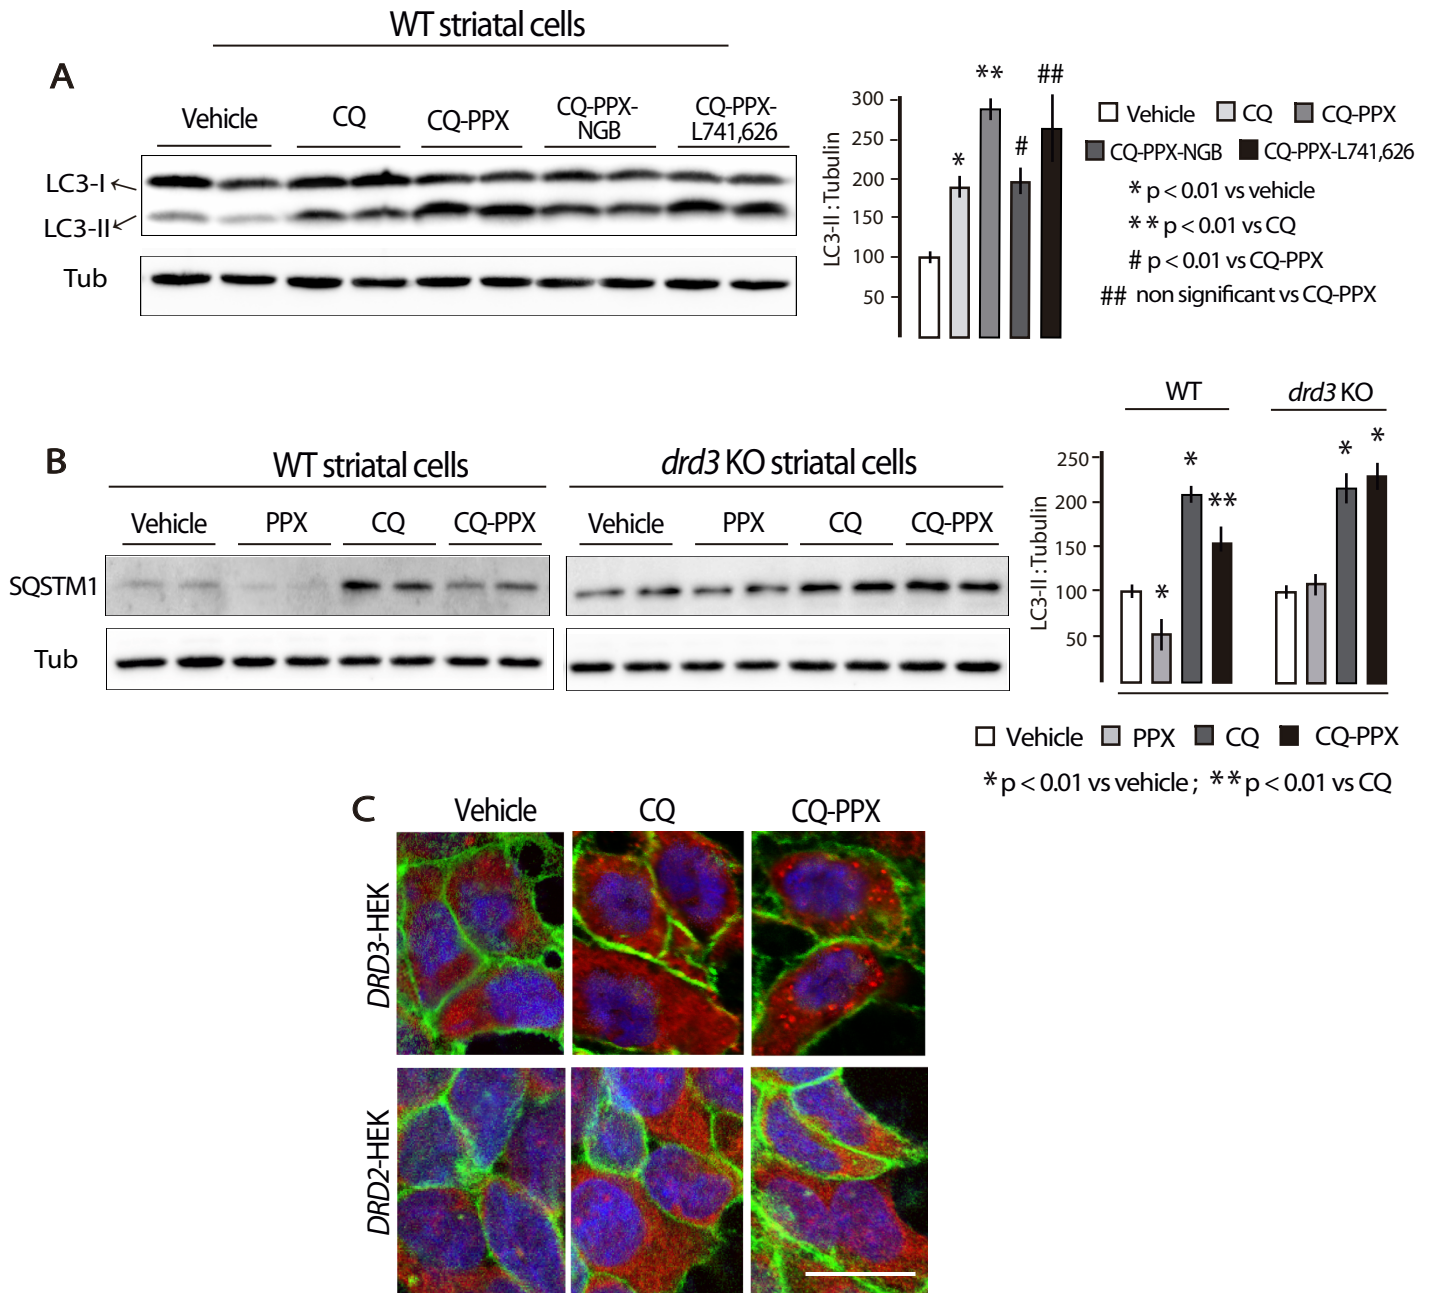 WT striatal cells
A
Vehicle
CQ
CQ-PPX
CQ-PPX-
NGB
CQ-PPX-
L741,626
LC3-I
LC3-II
Tub
LC3-II : Tubulin
300
250
200
150
100
50
*
**
#
##
Vehicle
CQ
CQ-PPX
CQ-PPX-NGB
CQ-PPX-L741,626
* p < 0.01 vs vehicle
** p < 0.01 vs CQ
# p < 0.01 vs CQ-PPX
## non significant vs CQ-PPX
B
WT striatal cells
drd3 KO striatal cells
Vehicle
PPX
CQ
CQ-PPX
Vehicle
PPX
CQ
CQ-PPX
SQSTM1
Tub
WT
drd3 KO
LC3-II : Tubulin
250
200
150
100
50
*
*
**
*
*
Vehicle
PPX
CQ
CQ-PPX
* p < 0.01 vs vehicle ; ** p < 0.01 vs CQ
C
Vehicle
CQ
CQ-PPX
DRD3-HEK
DRD2-HEK